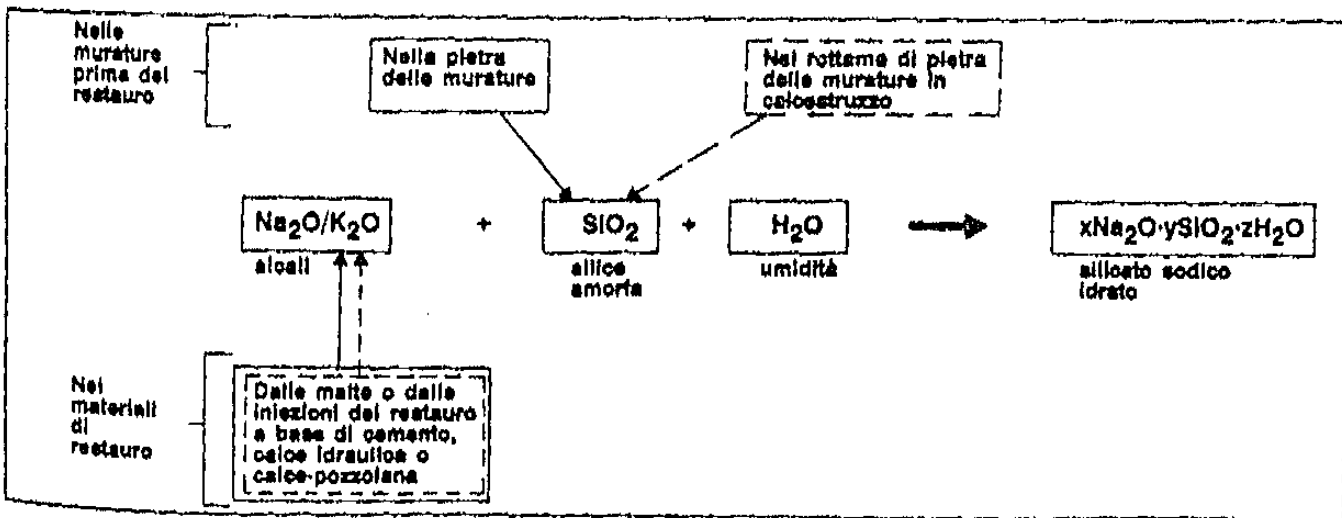 Nelle
murature
prima del
restauro
Nella pietra
delle murature
Nel rottame di pietra
delle murature in
calcestruzzo
Na2O/K2O
+
SiO2
+
H2O
xNa2O·ySiO2·zH2O
alcali
silice
amorfa
umidità
silicato sodico
idrato
Nei
materiali
di
restauro
Dalle malte o dalle
iniezioni del restauro
a base di cemento,
calce idraulica o
calce-pozzolana